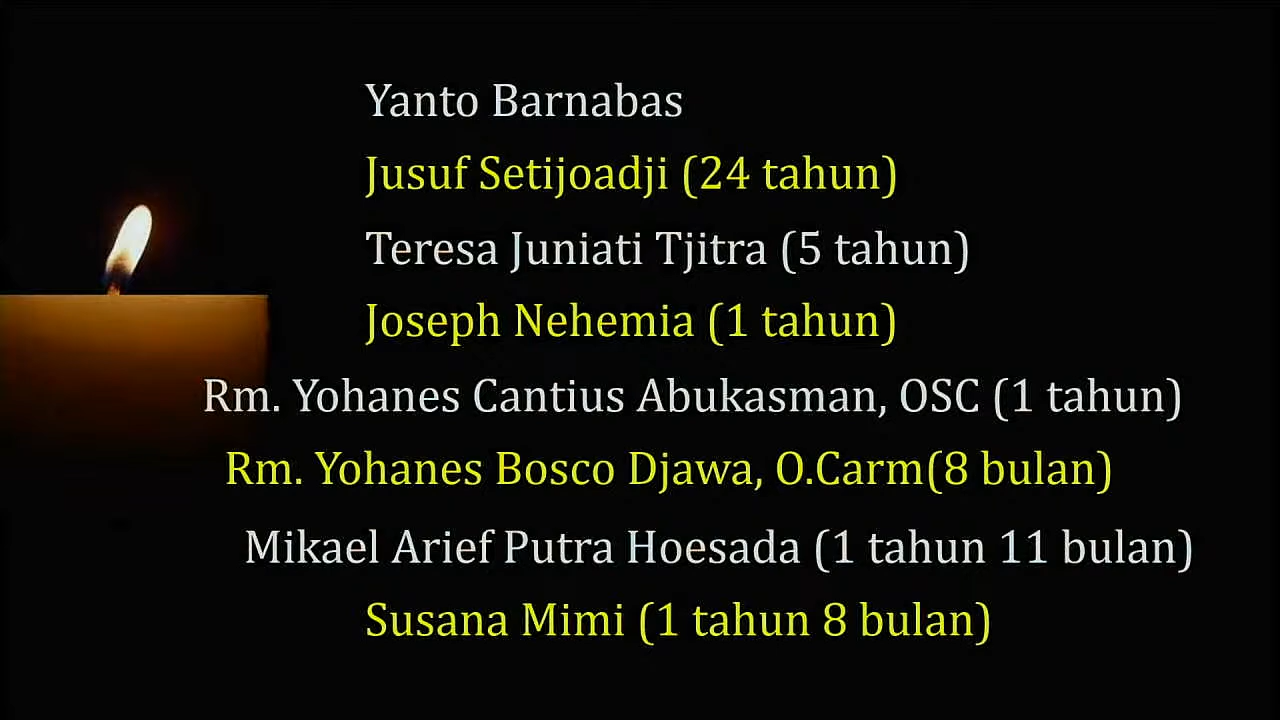 Yanto Barnabas
Jusuf Setijoadji (24 tahun)
Teresa Juniati Tjitra (5 tahun)
Joseph Nehemia (1 tahun)
Rm. Yohanes Cantius Abukasman, OSC (1 tahun)
Rm. Yohanes Bosco Djawa, O.Carm(8 bulan)
Mikael Arief Putra Hoesada (1 tahun 11 bulan)
Susana Mimi (1 tahun 8 bulan)